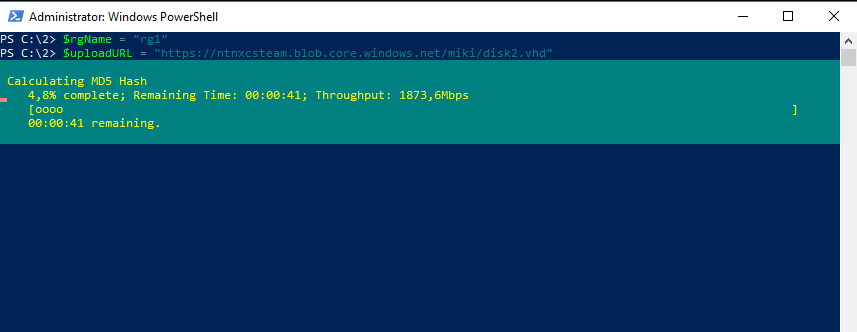 Administrator: Windows PowerShell
PS C:\2> $rgName = "rg1"
PS C:\2> $uploadURL = "https://ntnxcsteam.blob.core.windows.net/miki/disk2.vhd"
Calculating MD5 Hash
4,8% complete; Remaining Time: 00:00:41; Throughput: 1873,6Mbps
[oooo ]
00:00:41 remaining.